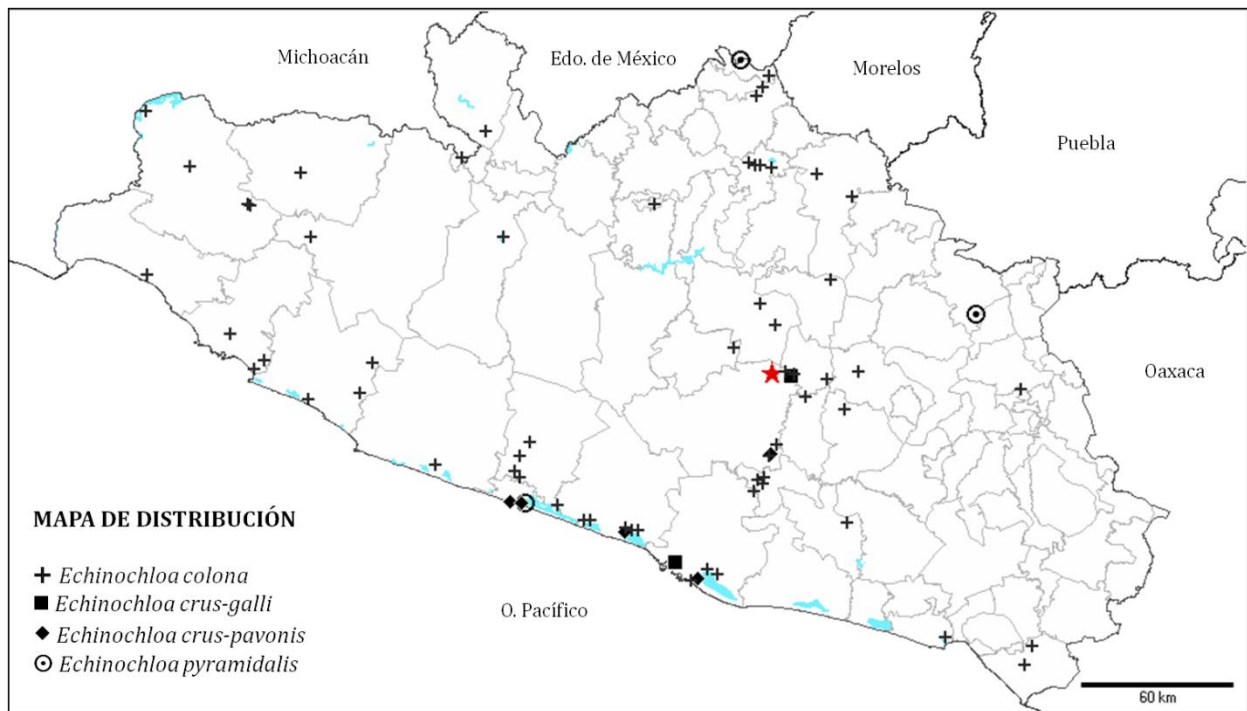 Michoacán
Edo. de México
Morelos
Puebla
Oaxaca
MAPA DE DISTRIBUCIÓN
Echinochloa colona
Echinochloa crus-galli
Echinochloa crus-pavonis
Echinochloa pyramidalis
O. Pacífico
60 km